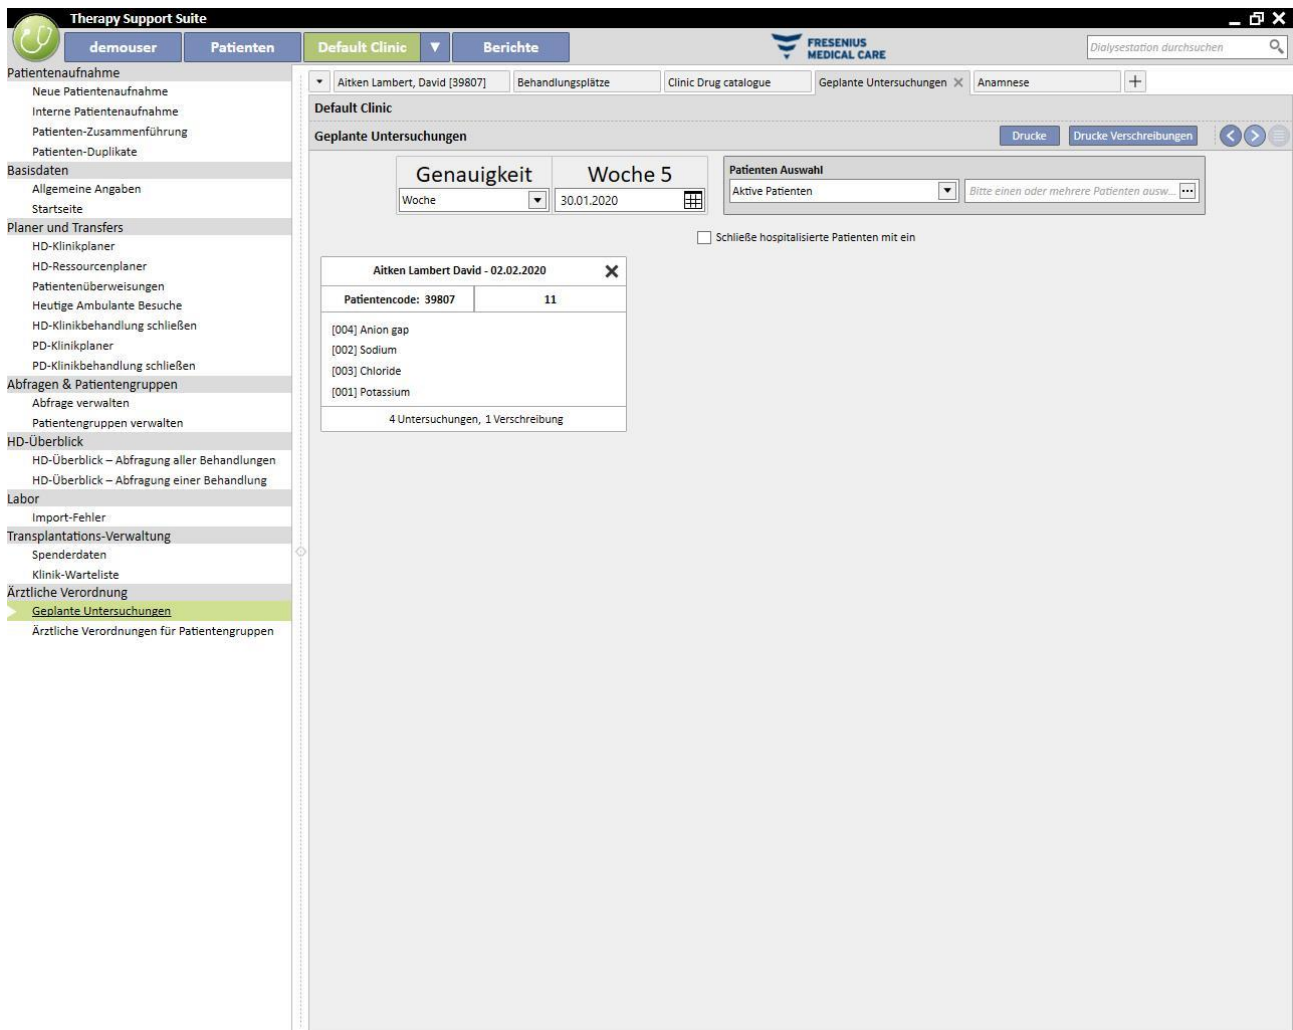 Therapy Support Suite
demouser Patienten Default Clinic Berichte FRESENIUS MEDICAL CARE Dialysestation durchsuchen
Patientenaufnahme
Neue Patientenaufnahme
Interne Patientenaufnahme
Patienten-Zusammenführung
Patienten-Duplikate
Basisdaten
Allgemeine Angaben
Startseite
Planer und Transfers
HD-Klinikplaner
HD-Ressourcenplaner
Patientenüberweisungen
Heutige Ambulante Besuche
HD-Klinikbehandlung schließen
PD-Klinikplaner
PD-Klinikbehandlung schließen
Abfragen & Patientengruppen
Abfrage verwalten
Patientengruppen verwalten
HD-Überblick
HD-Überblick – Abfragung aller Behandlungen
HD-Überblick – Abfragung einer Behandlung
Labor
Import-Fehler
Transplantations-Verwaltung
Spenderdaten
Klinik-Warteliste
Ärztliche Verordnung
Geplante Untersuchungen
Ärztliche Verordnungen für Patientengruppen
Aitken Lambert, David [39807] Behandlungsplätze Clinic Drug catalogue Geplante Untersuchungen Anamnese
Default Clinic
Geplante Untersuchungen Drucke Drucke Verschreibungen
Genauigkeit Woche 5
Woche 30.01.2020
Patienten Auswahl
Aktive Patienten Bitte einen oder mehrere Patienten ausw...
Schließe hospitalisierte Patienten mit ein
Aitken Lambert David - 02.02.2020
Patientencode: 39807 11
[004] Anion gap
[002] Sodium
[003] Chloride
[001] Potassium
4 Untersuchungen, 1 Verschreibung